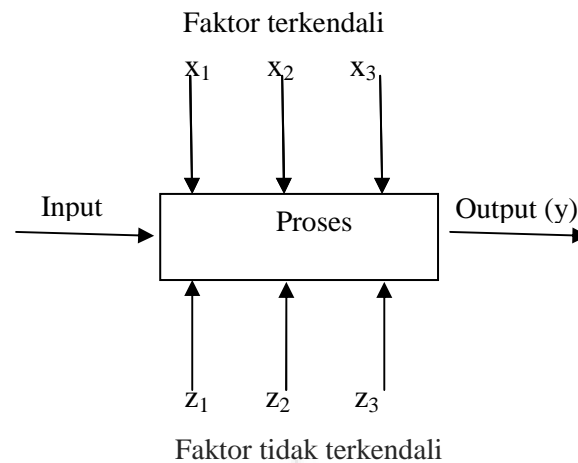 Faktor terkendali
x₁ x₂ x₃
Input Proses Output (y)
z₁ z₂ z₃
Faktor tidak terkendali